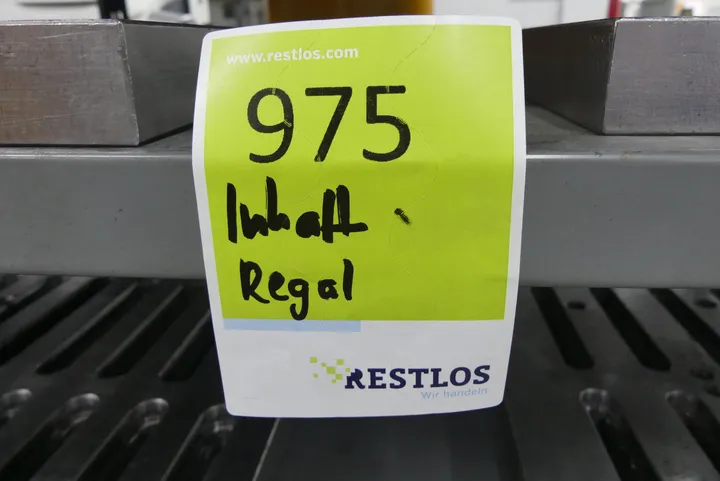 www.restlos.com
975
Inhalt
Regal
RESTLOS
Wir handeln